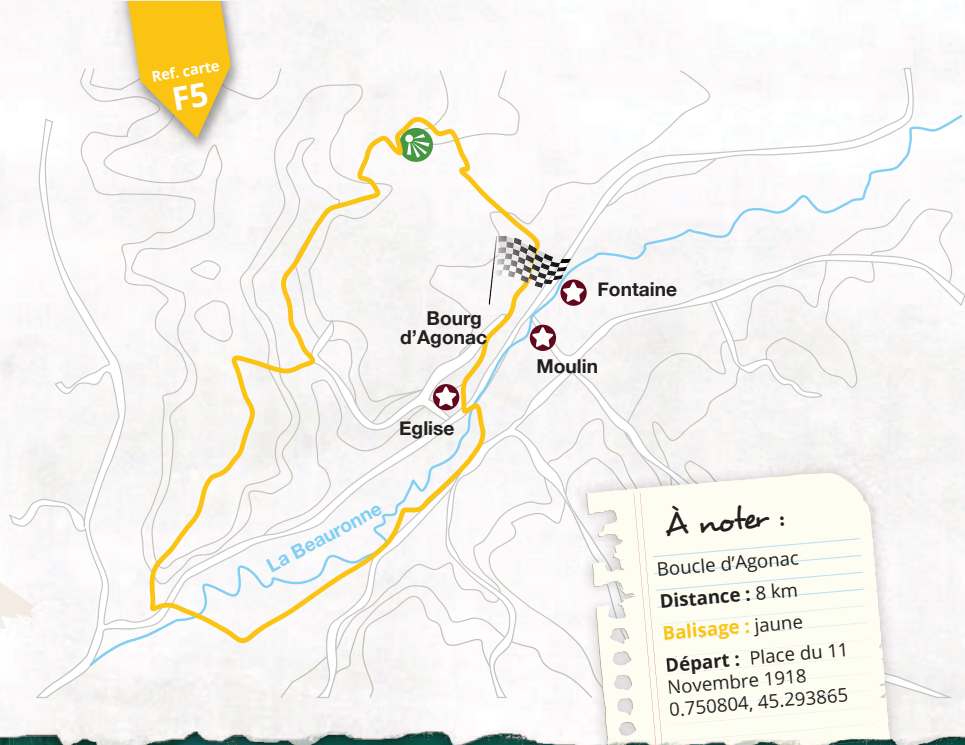 Ref. carte
F5
Fontaine
Bourg
d’Agonac
Moulin
Eglise
La Beauronne
À noter :
Boucle d’Agonac
Distance : 8 km
Balisage : jaune
Départ : Place du 11
Novembre 1918
0.750804, 45.293865